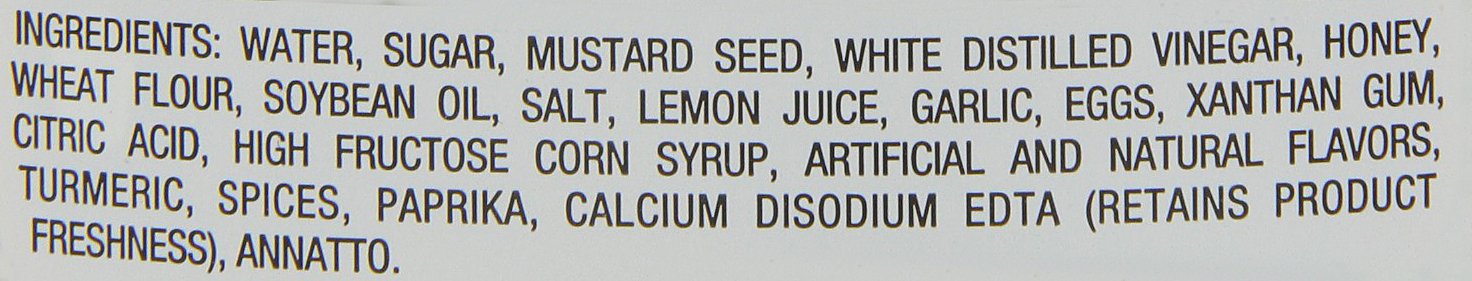 INGREDIENTS: WATER, SUGAR, MUSTARD SEED, WHITE DISTILLED VINEGAR, HONEY,
WHEAT FLOUR, SOYBEAN OIL, SALT, LEMON JUICE, GARLIC, EGGS, XANTHAN GUM,
CITRIC ACID, HIGH FRUCTOSE CORN SYRUP, ARTIFICIAL AND NATURAL FLAVORS,
TURMERIC, SPICES, PAPRIKA, CALCIUM DISODIUM EDTA (RETAINS PRODUCT
FRESHNESS), ANNATTO.